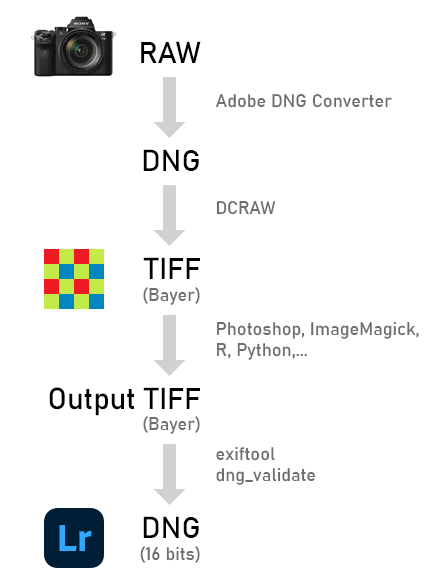 SONY
RAW
Adobe DNG Converter
DNG
DCRAW
TIFF
(Bayer)
Photoshop, ImageMagick,
R, Python,...
Output TIFF
(Bayer)
exiftool
dng_validate
Lr
DNG
(16 bits)